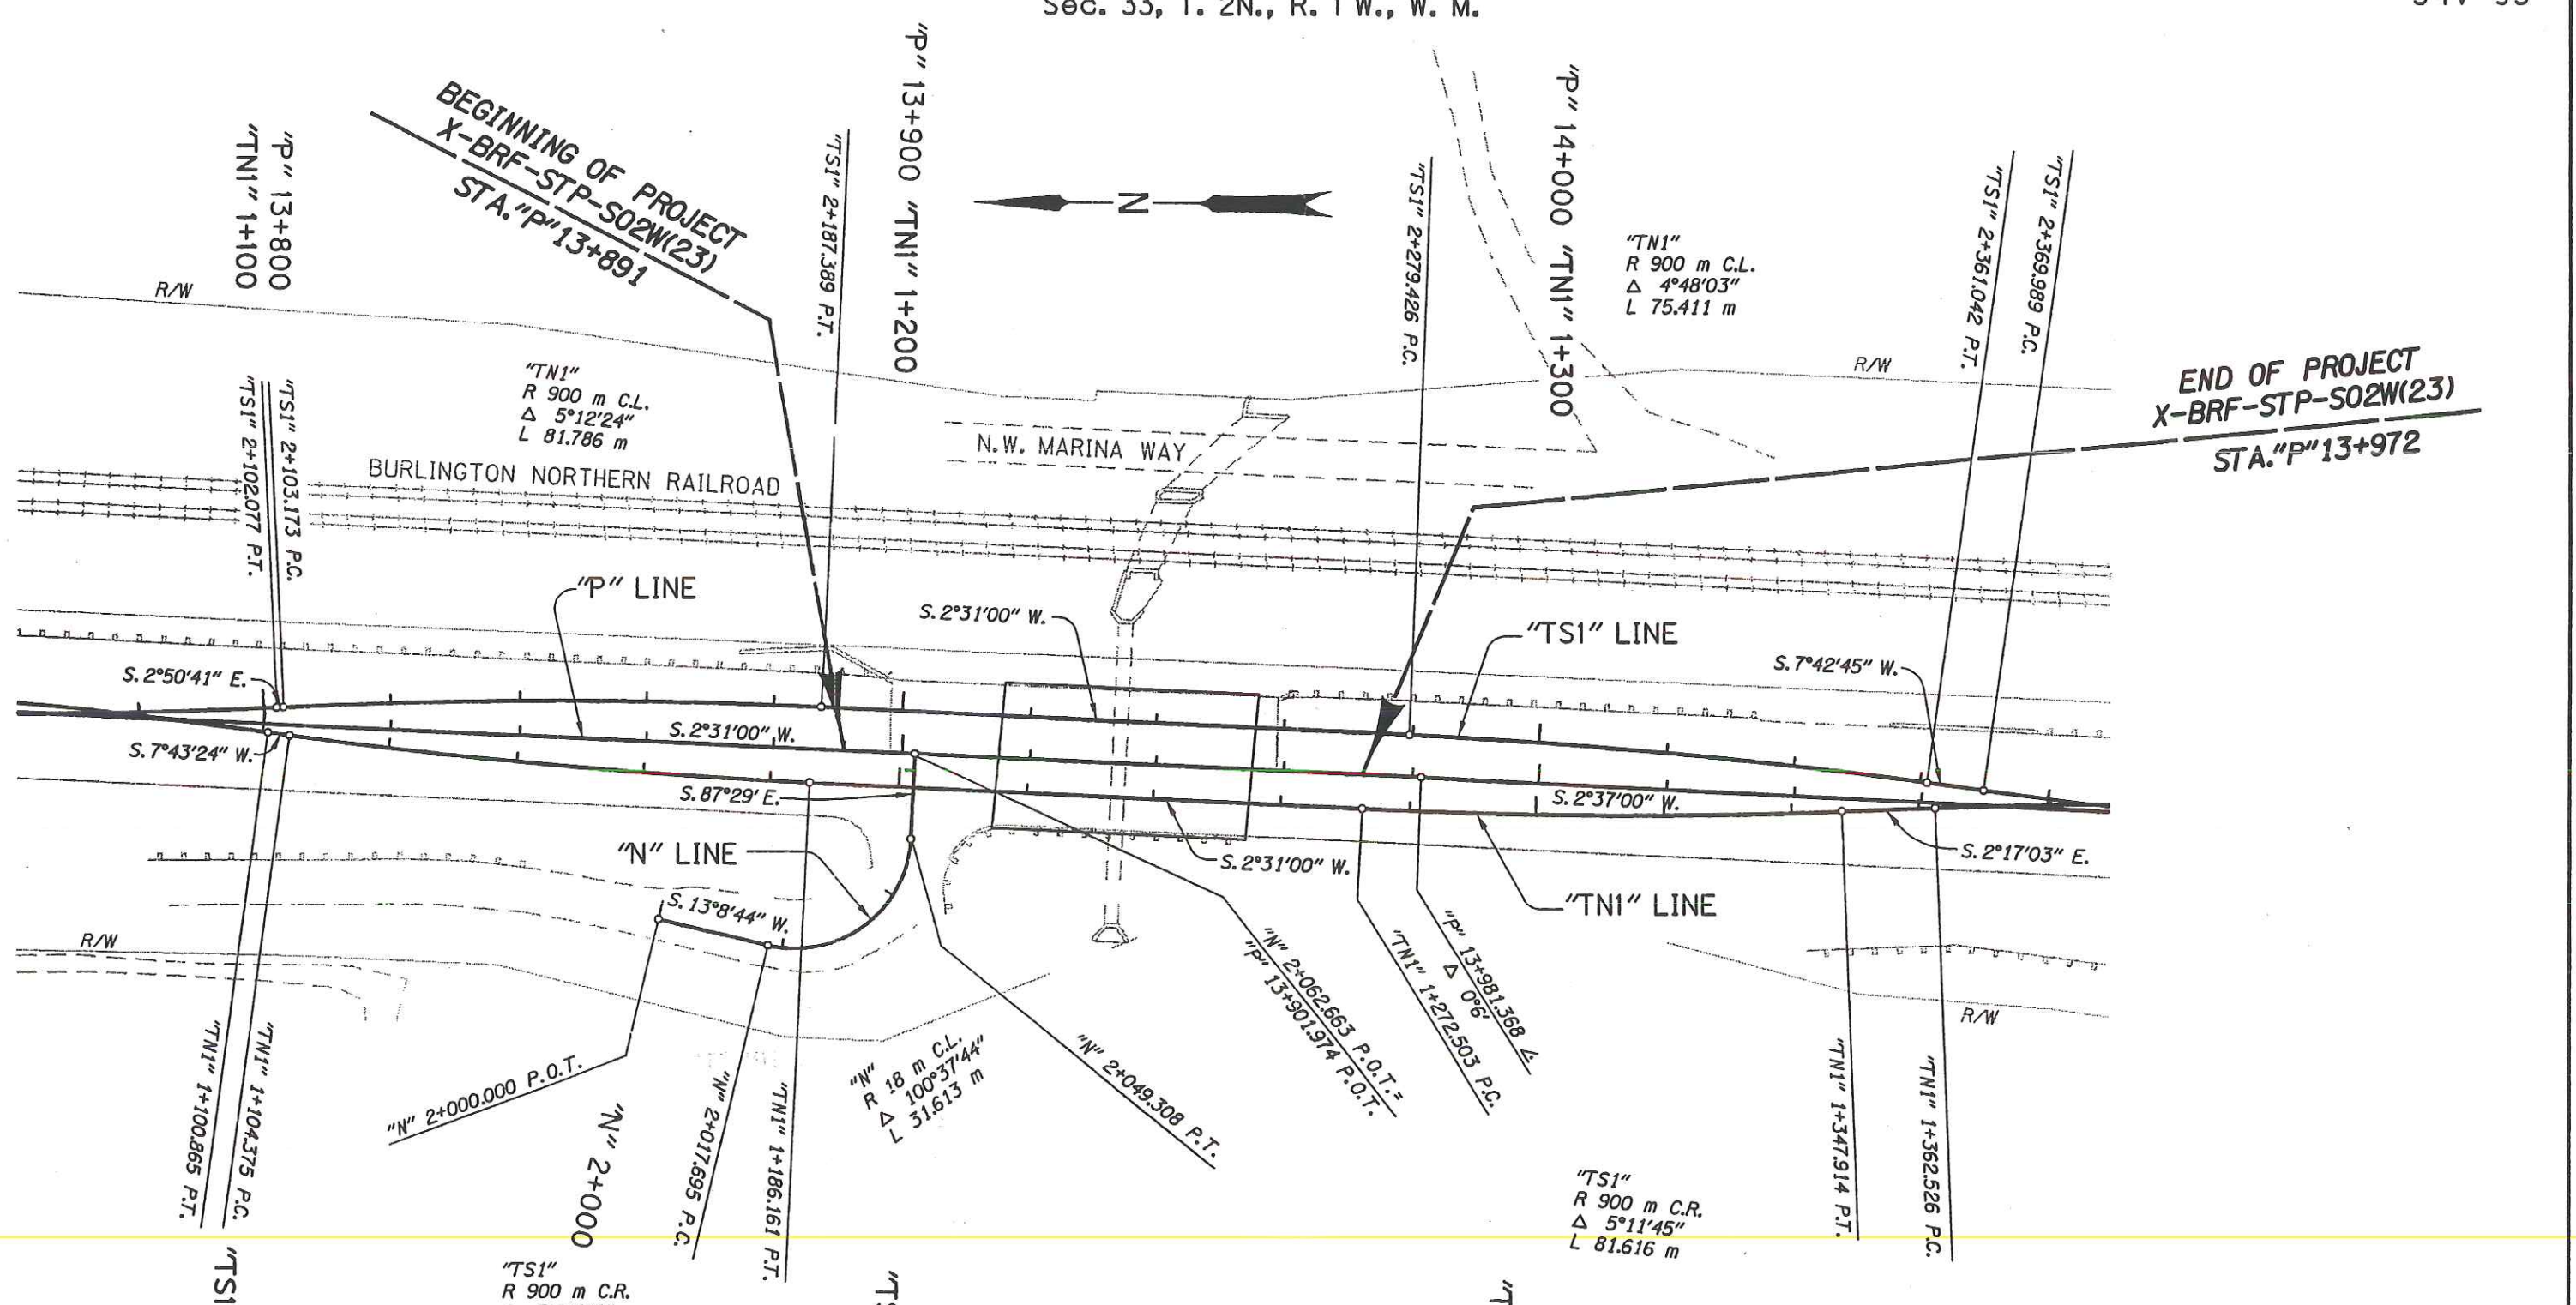 Sec. 33, T. 2N., R. 1 W., W. M.
BEGINNING OF PROJECT
X-BRF-STP-S02W(23)
STA."P"13+891
"P" 13+800
"TN1" 1+100
"TS1" 2+187.389 P.T.
"P" 13+900 "TN1" 1+200
N
"TS1" 2+279.426 P.C.
"P" 14+000 "TN1" 1+300
"TN1"
R 900 m C.L.
Δ 4°48'03"
L 75.411 m
"TS1" 2+361.042 P.T.
"TS1" 2+369.989 P.C.
END OF PROJECT
X-BRF-STP-S02W(23)
STA."P"13+972
R/W
R/W
"TN1"
R 900 m C.L.
Δ 5°12'24"
L 81.786 m
"TS1" 2+102.077 P.T.
"TS1" 2+103.173 P.C.
BURLINGTON NORTHERN RAILROAD
N.W. MARINA WAY
"P" LINE
S. 2°31'00" W.
"TS1" LINE
S. 7°42'45" W.
S. 2°50'41" E.
S. 2°31'00" W.
S. 7°43'24" W.
S. 87°29' E.
S. 2°37'00" W.
"N" LINE
S. 2°31'00" W.
S. 2°17'03" E.
"TN1" LINE
S. 13°8'44" W.
R/W
R/W
"TN1" 1+100.865 P.T.
"TN1" 1+104.375 P.C.
"N" 2+000.000 P.O.T.
"N" 2+000
"N" 2+017.695 P.C.
"TN1" 1+186.161 P.T.
"N"
R 18 m C.L.
Δ 100°37'44"
L 31.613 m
"N" 2+049.308 P.T.
"N" 2+062.663 P.O.T.=
"P" 13+901.974 P.O.T.
"TN1" 1+272.503 P.C.
"P" 13+981.368 ∠
Δ 0°6'
"TN1" 1+347.914 P.T.
"TN1" 1+362.526 P.C.
"TS1"
R 900 m C.R.
Δ 5°11'45"
L 81.616 m
"TS1"
R 900 m C.R.
"TS1